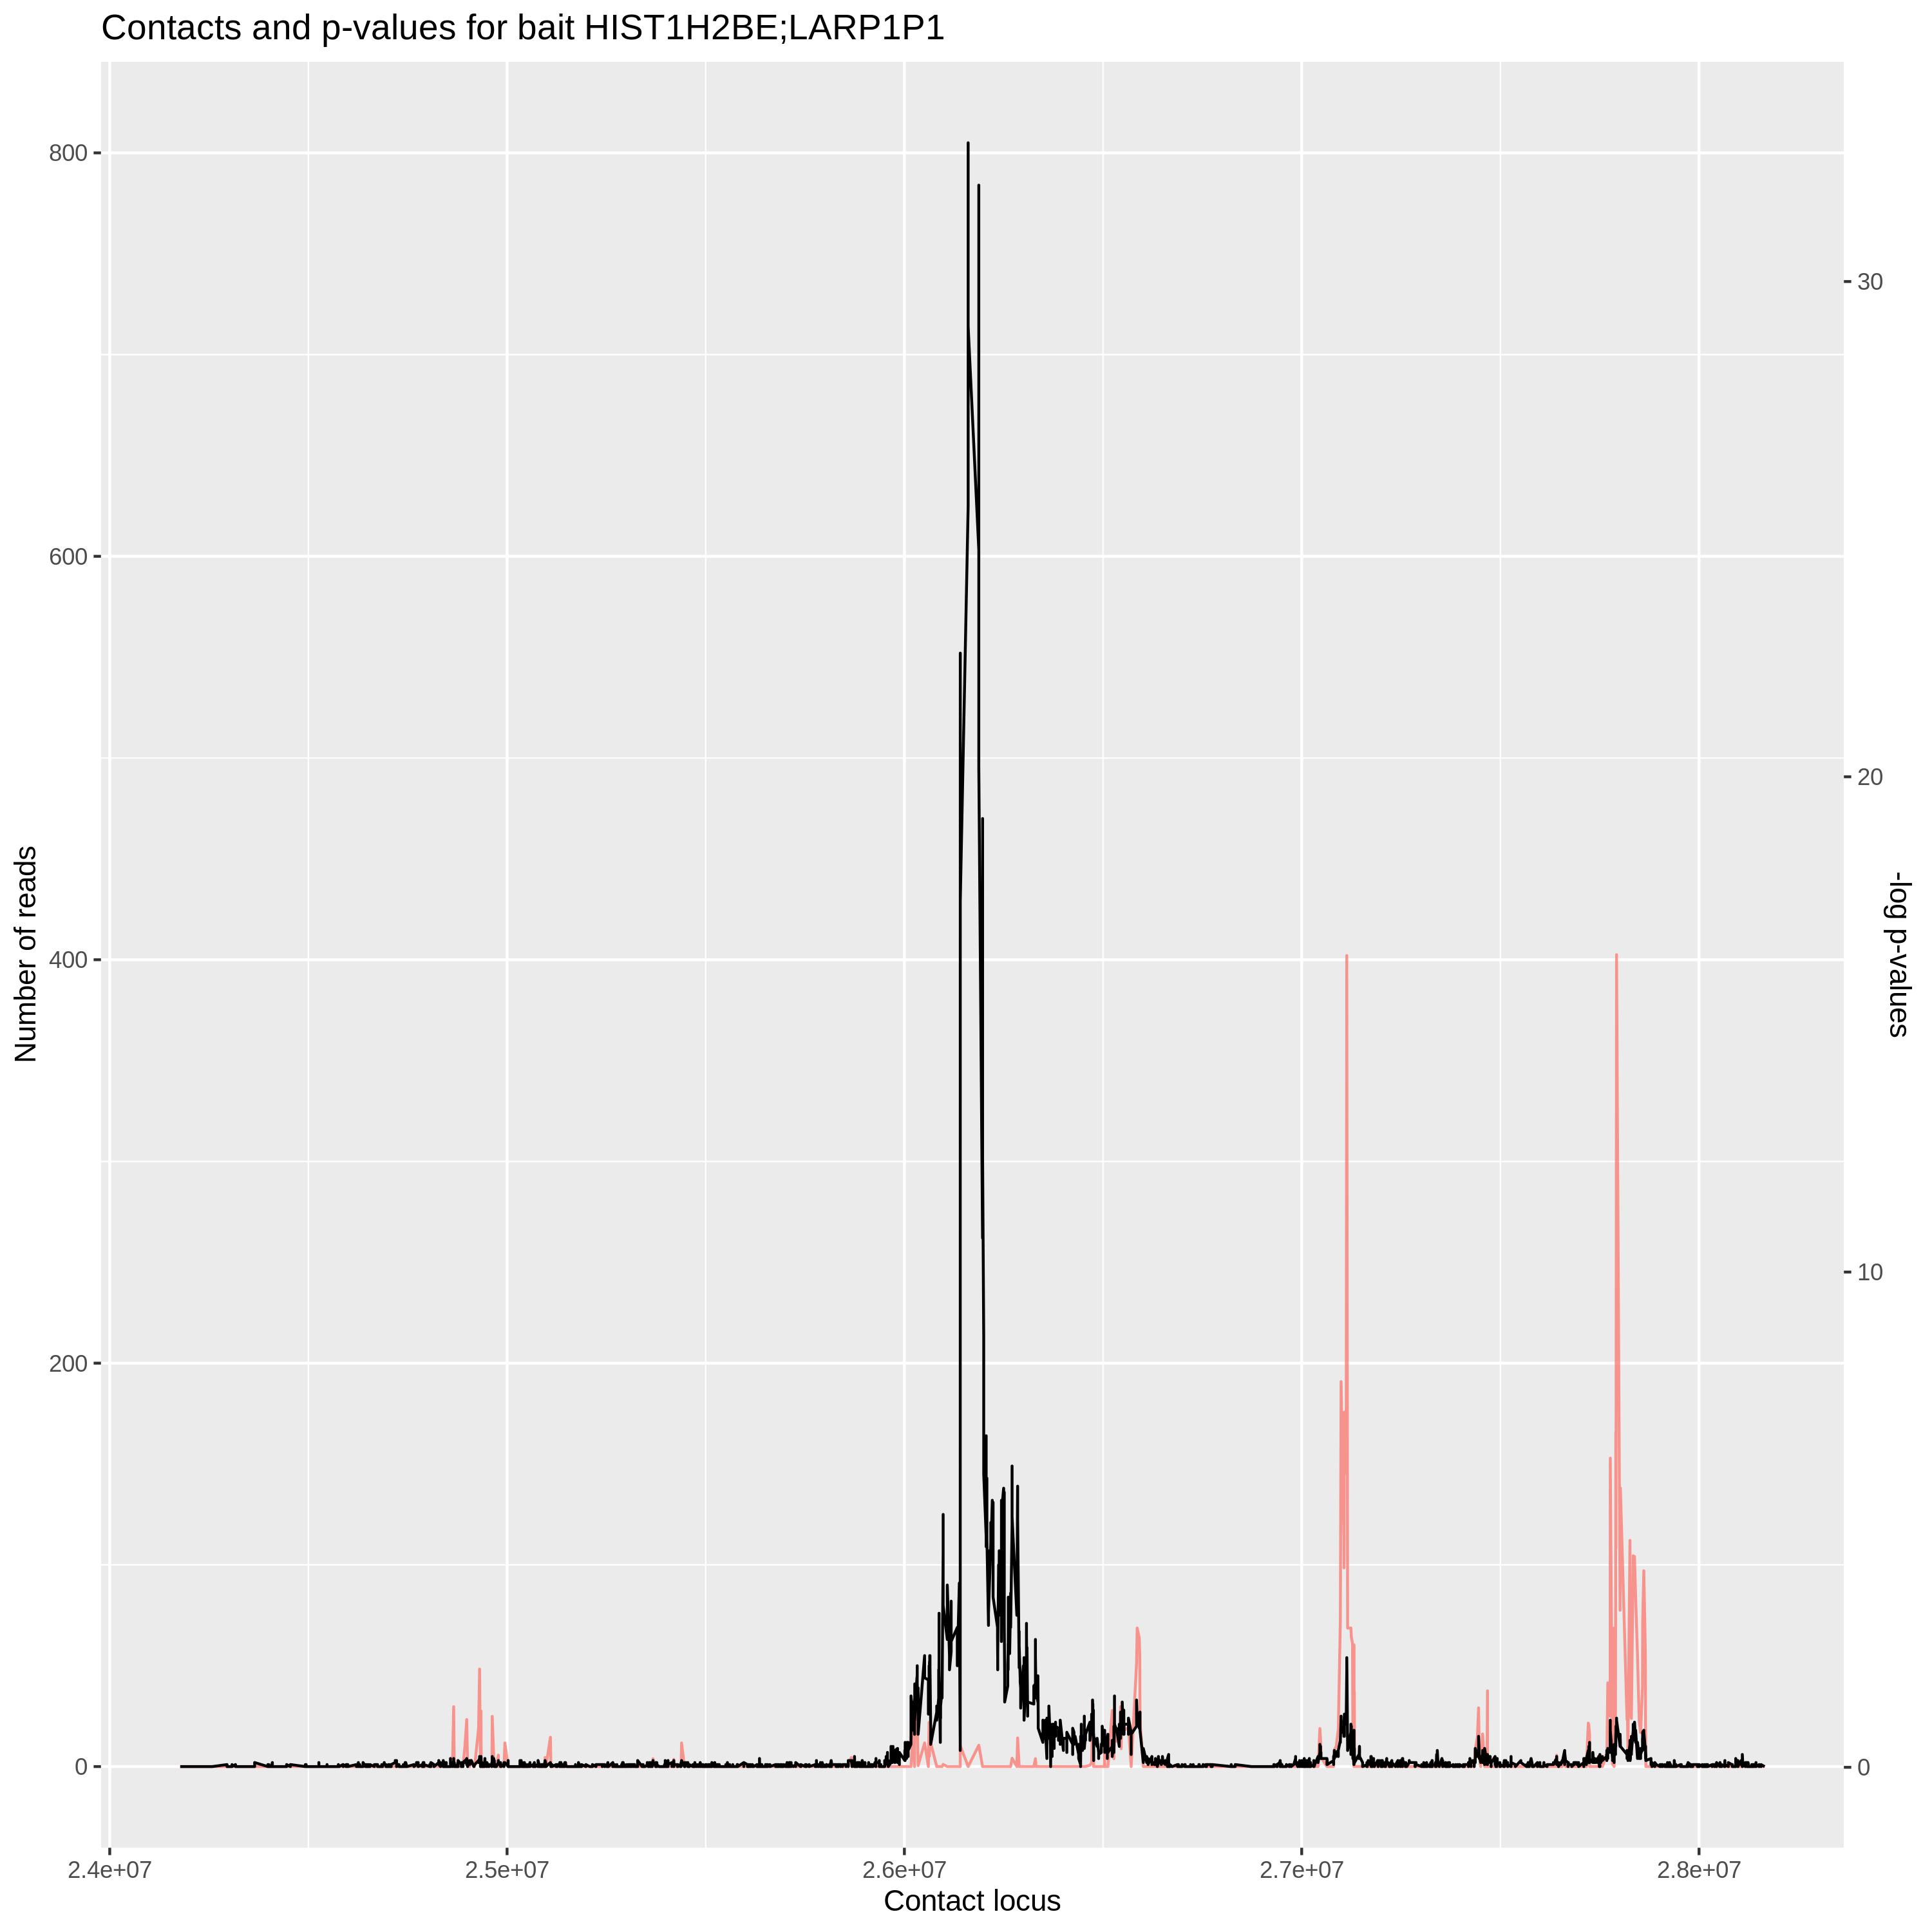 Contacts and p-values for bait HIST1H2BE;LARP1P1
800
600
400
200
0
Number of reads
30
20
10
0
-log p-values
2.4e+07 2.5e+07 2.6e+07 2.7e+07 2.8e+07
Contact locus